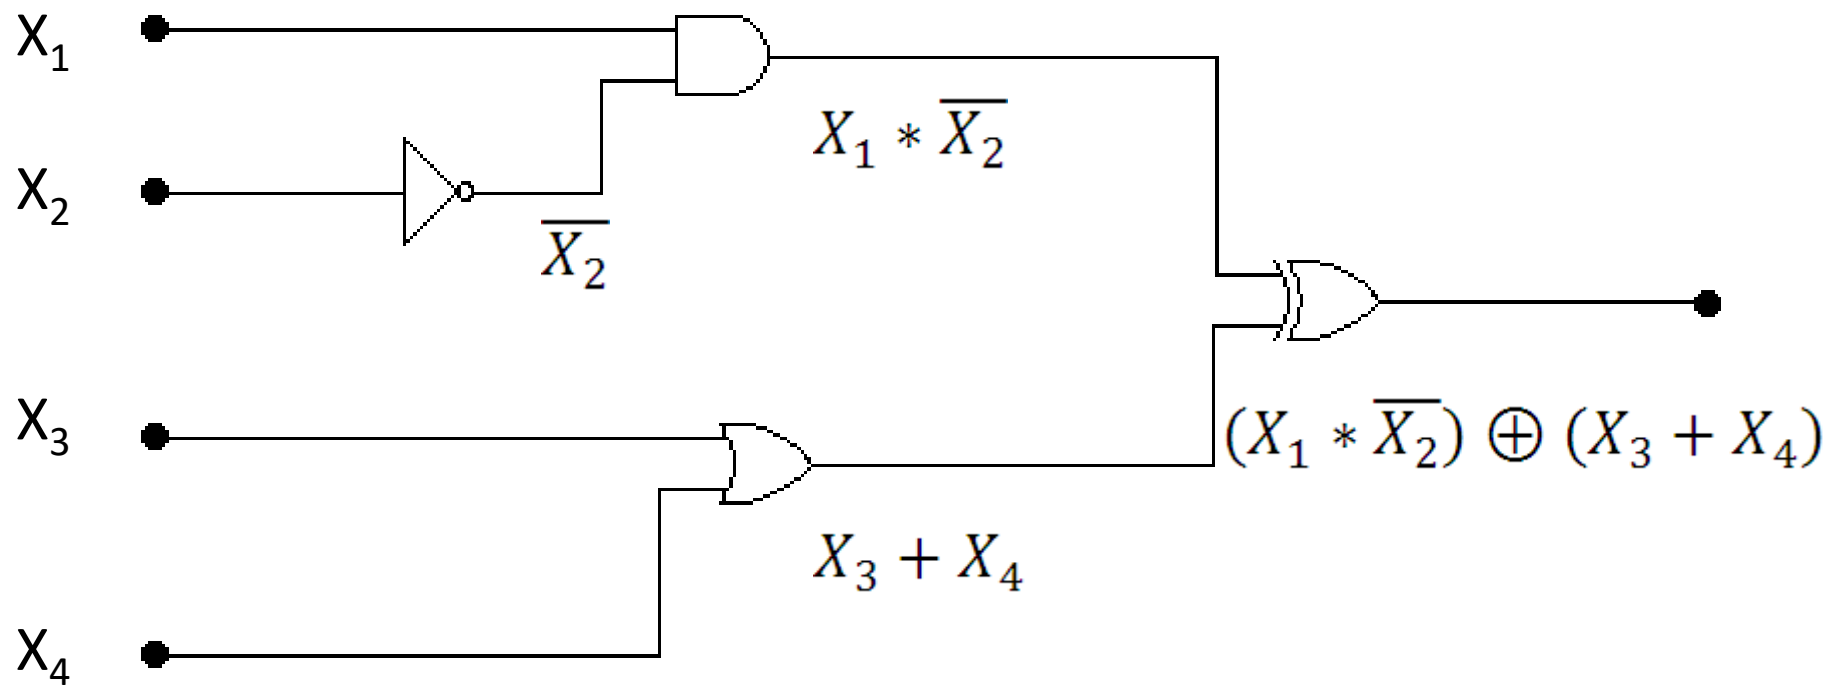 X₁
X₁ * X̅₂̅
X₂
X̅₂̅
X₃
(X₁ * X̅₂̅) ⊕ (X₃ + X₄)
X₃ + X₄
X₄